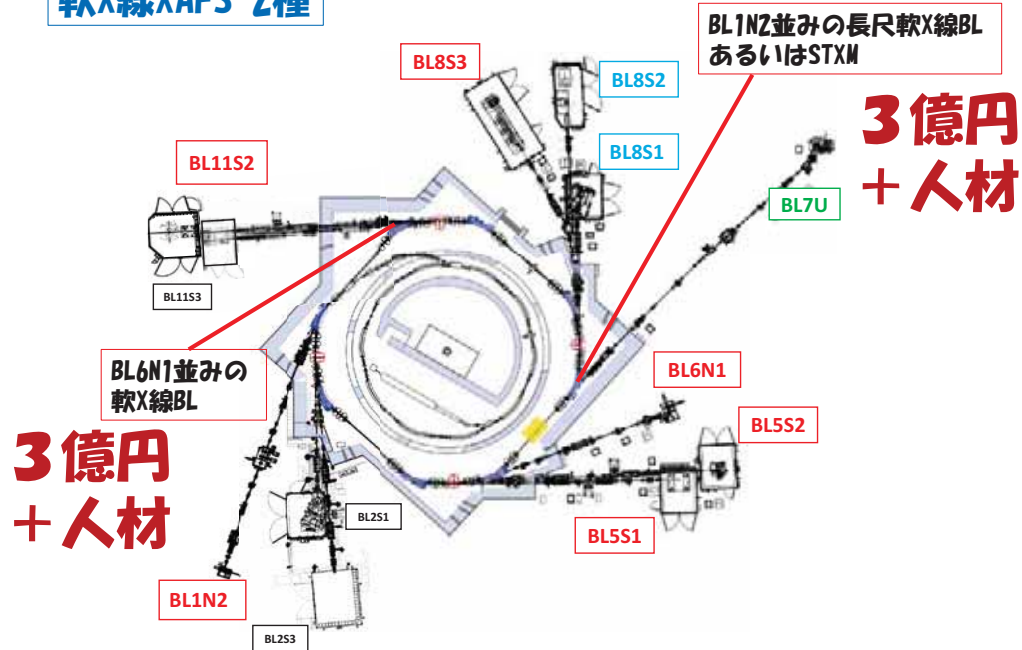 軟X線XAFS 2種
BL1N2並みの長尺軟X線BL
あるいはSTXM
3億円
+人材
BL8S3
BL8S2
BL8S1
BL7U
BL11S2
BL11S3
BL6N1並みの
軟X線BL
3億円
+人材
BL6N1
BL5S2
BL5S1
BL2S1
BL1N2
BL2S3